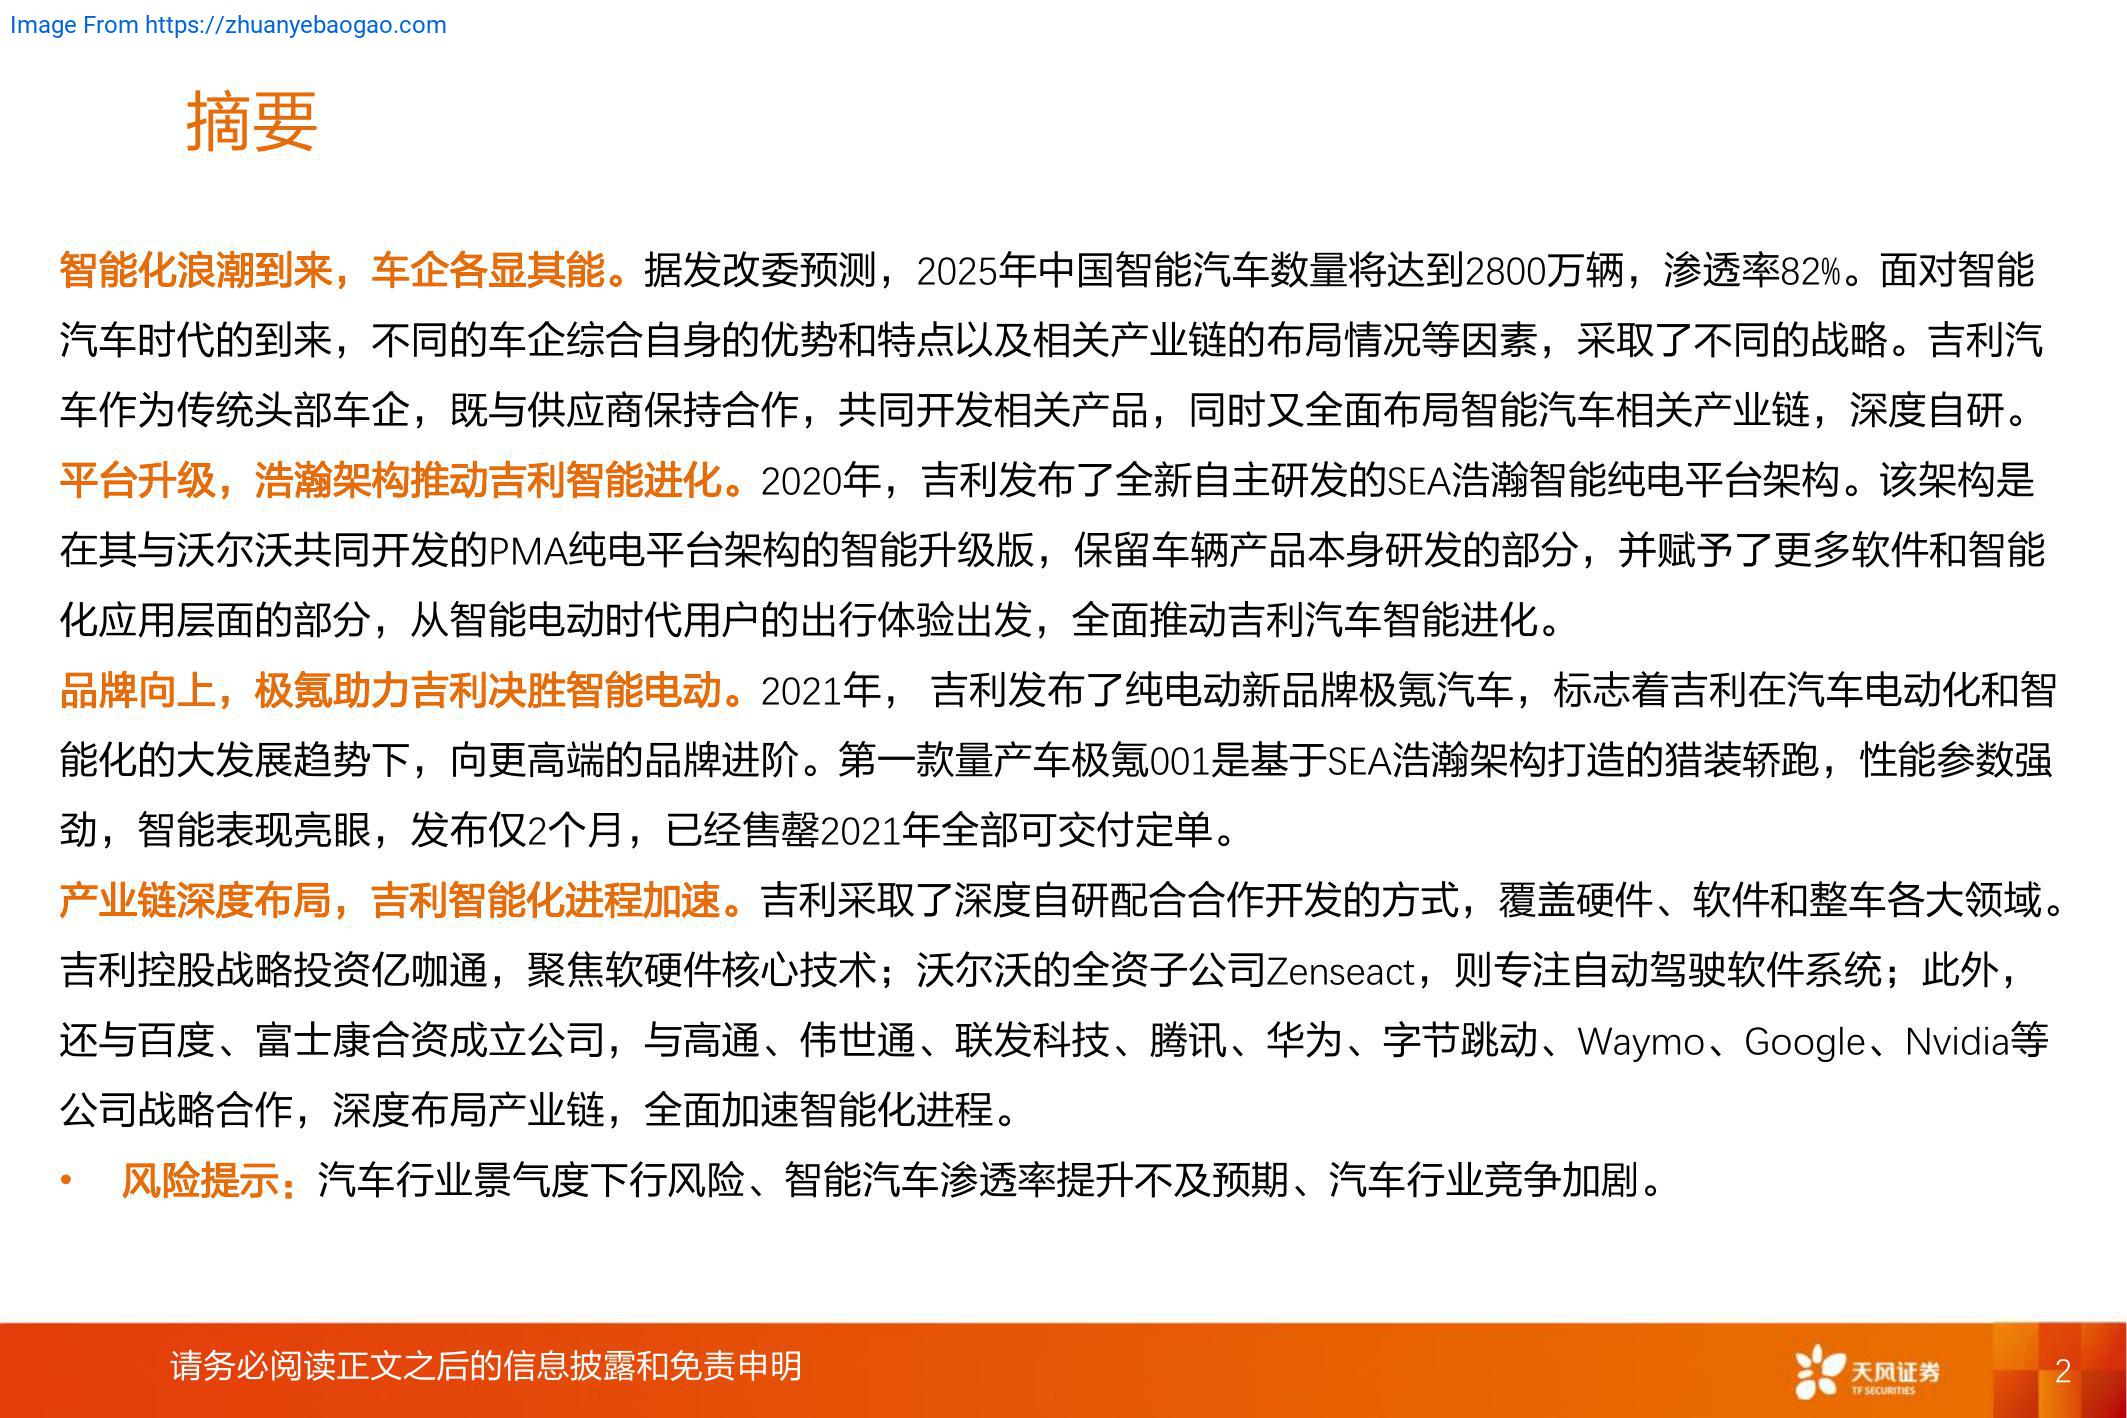 Image From https://zhuanyebaogao.com
摘要
智能化浪潮到来，车企各显其能。据发改委预测，2025年中国智能汽车数量将达到2800万辆，渗透率82%。面对智能
汽车时代的到来，不同的车企综合自身的优势和特点以及相关产业链的布局情况等因素，采取了不同的战略。吉利汽
车作为传统头部车企，既与供应商保持合作，共同开发相关产品，同时又全面布局智能汽车相关产业链，深度自研。
平台升级，浩瀚架构推动吉利智能进化。2020年，吉利发布了全新自主研发的SEA浩瀚智能纯电平台架构。该架构是
在其与沃尔沃共同开发的PMA纯电平台架构的智能升级版，保留车辆产品本身研发的部分，并赋予了更多软件和智能
化应用层面的部分，从智能电动时代用户的出行体验出发，全面推动吉利汽车智能进化。
品牌向上，极氪助力吉利决胜智能电动。2021年， 吉利发布了纯电动新品牌极氪汽车，标志着吉利在汽车电动化和智
能化的大发展趋势下，向更高端的品牌进阶。第一款量产车极氪001是基于SEA浩瀚架构打造的猎装轿跑，性能参数强
劲，智能表现亮眼，发布仅2个月，已经售罄2021年全部可交付定单。
产业链深度布局，吉利智能化进程加速。吉利采取了深度自研配合合作开发的方式，覆盖硬件、软件和整车各大领域。
吉利控股战略投资亿咖通，聚焦软硬件核心技术；沃尔沃的全资子公司Zenseact，则专注自动驾驶软件系统；此外，
还与百度、富士康合资成立公司，与高通、伟世通、联发科技、腾讯、华为、字节跳动、Waymo、Google、Nvidia等
公司战略合作，深度布局产业链，全面加速智能化进程。
• 风险提示：汽车行业景气度下行风险、智能汽车渗透率提升不及预期、汽车行业竞争加剧。
请务必阅读正文之后的信息披露和免责申明
天风证券
TF SECURITIES
2